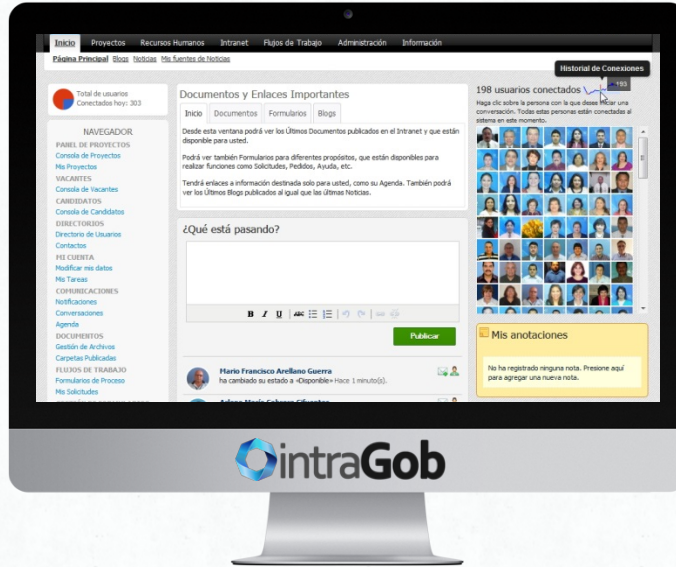 Inicio Proyectos Recursos Humanos Intranet Flujos de Trabajo Administración Información
Página Principal Blogs Noticias Mis fuentes de Noticias
Historial de Conexiones
Total de usuarios
Conectados hoy: 303
NAVEGADOR
PANEL DE PROYECTOS
Consola de Proyectos
Mis Proyectos
VACANTES
Consola de Vacantes
CANDIDATOS
Consola de Candidatos
DIRECTORIOS
Directorio de Usuarios
Contactos
MI CUENTA
Modificar mis datos
Mis Tareas
COMUNICACIONES
Notificaciones
Conversaciones
Agenda
DOCUMENTOS
Gestión de Archivos
Carpetas Publicadas
FLUJOS DE TRABAJO
Formularios de Proceso
Mis Solicitudes
Documentos y Enlaces Importantes
Inicio Documentos Formularios Blogs
Desde esta ventana podrá ver los Últimos Documentos publicados en el Intranet y que están
disponible para usted.
Podrá ver también Formularios para diferentes propósitos, que están disponibles para
realizar funciones como Solicitudes, Pedidos, Ayuda, etc.
Tendrá enlaces a información destinada solo para usted, como su Agenda. También podrá
ver los Últimos Blogs publicados al igual que las últimas Noticias.
¿Qué está pasando?
B I U ABC
Publicar
Mario Francisco Arellano Guerra
ha cambiado su estado a «Disponible» Hace 1 minuto(s).
198 usuarios conectados
193
Haga clic sobre la persona con la que desee iniciar una
conversación. Todas estas personas están conectadas al
sistema en este momento.
Mis anotaciones
No ha registrado ninguna nota. Presione aquí
para agregar una nueva nota.
intraGob